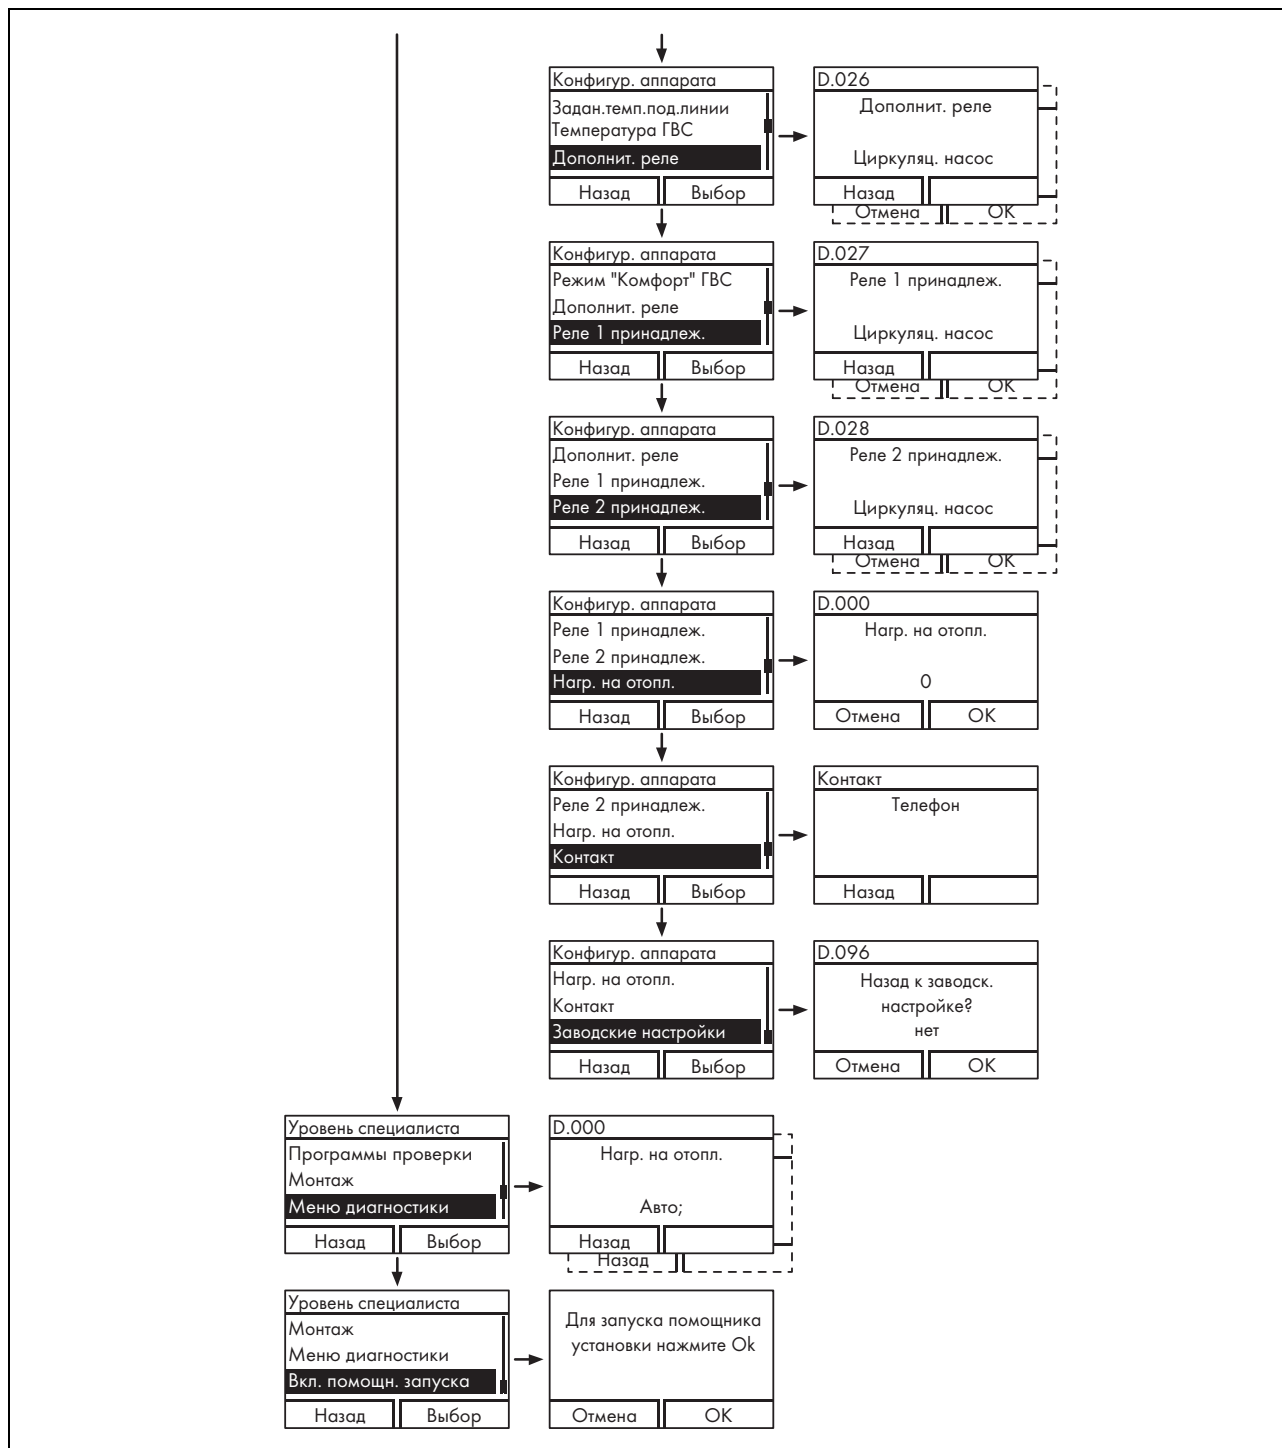 Конфигур. аппарата
Задан.темп.под.линии
Температура ГВС
Дополнит. реле
Назад Выбор
D.026
Дополнит. реле
Циркуляц. насос
Назад
Отмена OK
Конфигур. аппарата
Режим "Комфорт" ГВС
Дополнит. реле
Реле 1 принадлеж.
Назад Выбор
D.027
Реле 1 принадлеж.
Циркуляц. насос
Назад
Отмена OK
Конфигур. аппарата
Дополнит. реле
Реле 1 принадлеж.
Реле 2 принадлеж.
Назад Выбор
D.028
Реле 2 принадлеж.
Циркуляц. насос
Назад
Отмена OK
Конфигур. аппарата
Реле 1 принадлеж.
Реле 2 принадлеж.
Нагр. на отопл.
Назад Выбор
D.000
Нагр. на отопл.
0
Отмена OK
Конфигур. аппарата
Реле 2 принадлеж.
Нагр. на отопл.
Контакт
Назад Выбор
Контакт
Телефон
Назад
Конфигур. аппарата
Нагр. на отопл.
Контакт
Заводские настройки
Назад Выбор
D.096
Назад к заводск.
настройке?
нет
Отмена OK
Уровень специалиста
Программы проверки
Монтаж
Меню диагностики
Назад Выбор
D.000
Нагр. на отопл.
Авто;
Назад
Назад
Уровень специалиста
Монтаж
Меню диагностики
Вкл. помощн. запуска
Назад Выбор
Для запуска помощника
установки нажмите Ok
Отмена OK